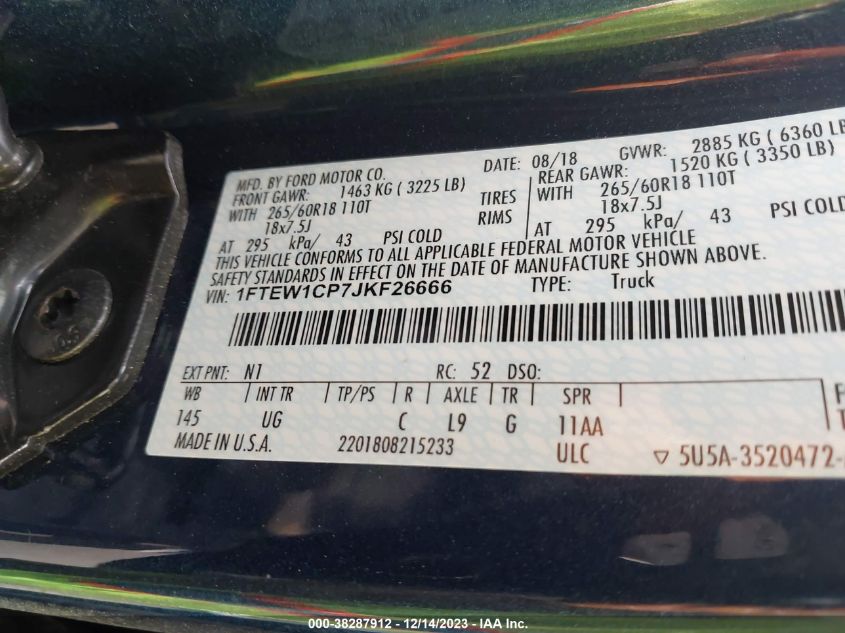 MFD. BY FORD MOTOR CO. DATE: 08/18 GVWR: 2885 KG ( 6360 LB
FRONT GAWR: 1463 KG ( 3225 LB) REAR GAWR: 1520 KG ( 3350 LB)
WITH 265/60R18 110T TIRES WITH 265/60R18 110T
18x7.5J RIMS 18x7.5J
AT 295 kPa/ 43 PSI COLD AT 295 kPa/ 43 PSI COLD
THIS VEHICLE CONFORMS TO ALL APPLICABLE FEDERAL MOTOR VEHICLE
SAFETY STANDARDS IN EFFECT ON THE DATE OF MANUFACTURE SHOWN ABOVE.
VIN: 1FTEW1CP7JKF26666 TYPE: Truck
EXT PNT: N1 RC: 52 DSO:
WB INT TR TP/PS R AXLE TR SPR
145 UG C L9 G 11AA
MADE IN U.S.A. 2201808215233 ULC ▽ 5U5A-3520472-
000-38287912 - 12/14/2023 - IAA Inc.